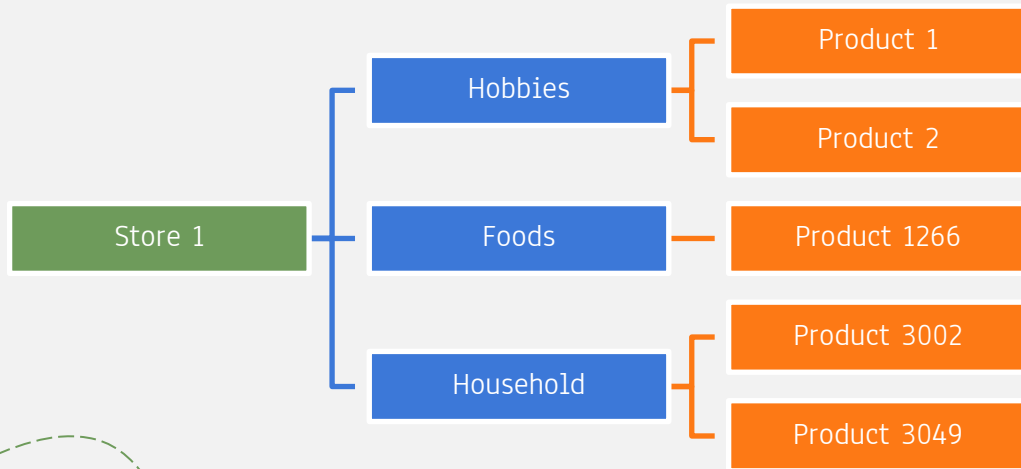 Store 1
Hobbies
Product 1
Product 2
Foods
Product 1266
Household
Product 3002
Product 3049